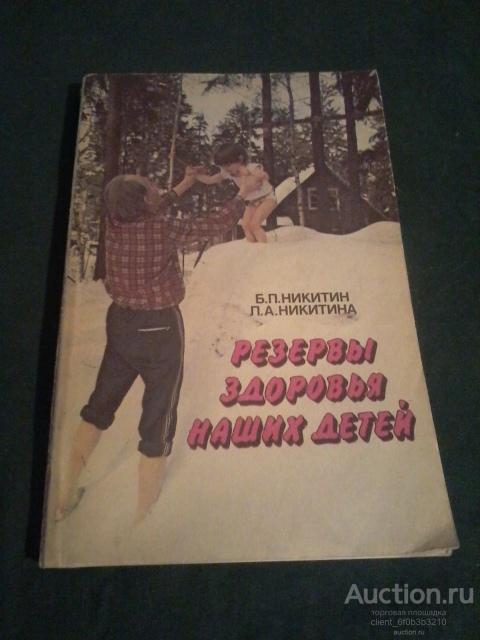 Б.П.НИКИТИН
Л.А.НИКИТИНА
РЕЗЕРВЫ
ЗДОРОВЬЯ
НАШИХ ДЕТЕЙ
Auction.ru
торговая площадка
client_6f0b3b3210
auction.ru